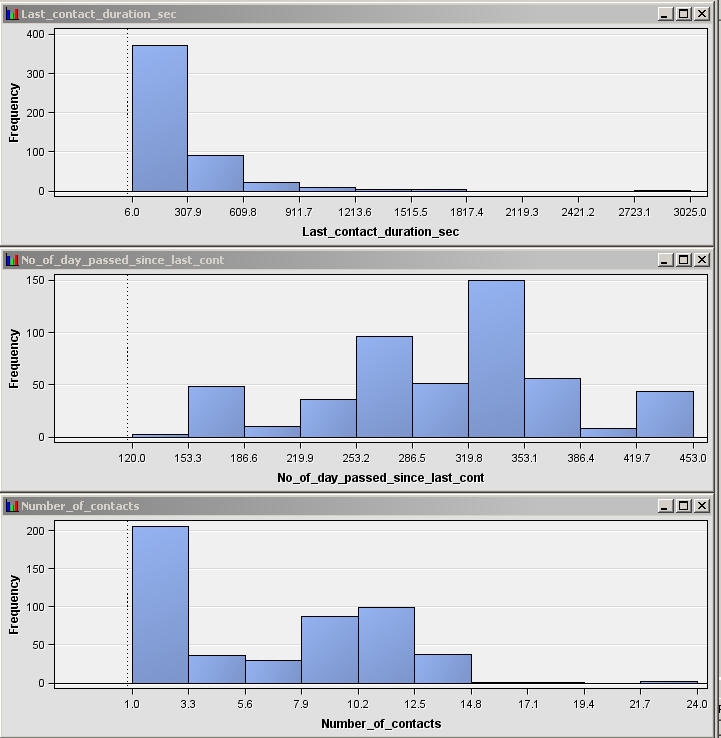 Last_contact_duration_sec
400
300
200
100
0
Frequency
6.0 307.9 609.8 911.7 1213.6 1515.5 1817.4 2119.3 2421.2 2723.1 3025.0
Last_contact_duration_sec
No_of_day_passed_since_last_cont
150
100
50
0
Frequency
120.0 153.3 186.6 219.9 253.2 286.5 319.8 353.1 386.4 419.7 453.0
No_of_day_passed_since_last_cont
Number_of_contacts
200
150
100
50
0
Frequency
1.0 3.3 5.6 7.9 10.2 12.5 14.8 17.1 19.4 21.7 24.0
Number_of_contacts